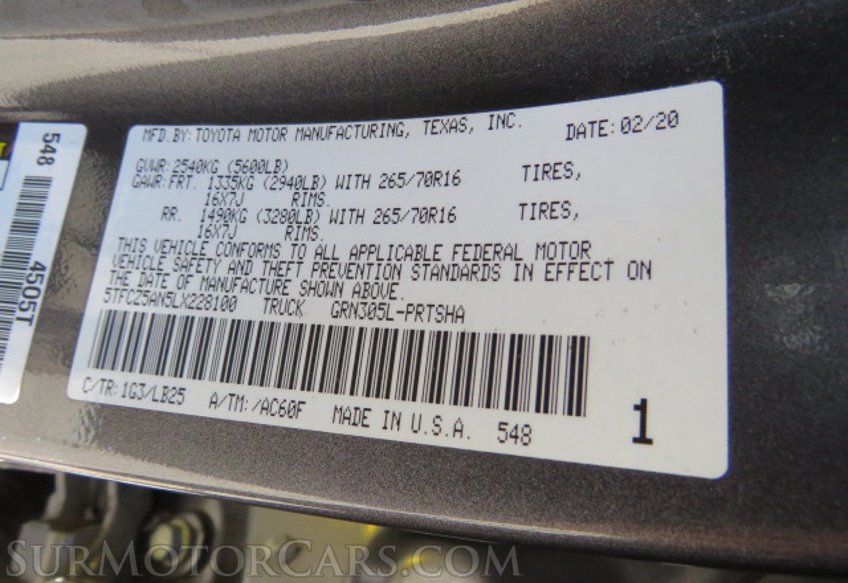 MFD.BY:TOYOTA MOTOR MANUFACTURING, TEXAS, INC. DATE:02/20
GVWR:2540KG (5600LB)
GAWR:FRT. 1335KG (2940LB) WITH 265/70R16 TIRES,
16X7J RIMS.
RR. 1490KG (3280LB) WITH 265/70R16 TIRES,
16X7J RIMS.
THIS VEHICLE CONFORMS TO ALL APPLICABLE FEDERAL MOTOR
VEHICLE SAFETY AND THEFT PREVENTION STANDARDS IN EFFECT ON
THE DATE OF MANUFACTURE SHOWN ABOVE.
5TFCZ5AN5LX228100 TRUCK GRN305L-PRTSHA
C/TR:1G3/LB25 A/TM:/AC60F MADE IN U.S.A. 548 1
548
4505T
SURMOTORCARS.COM